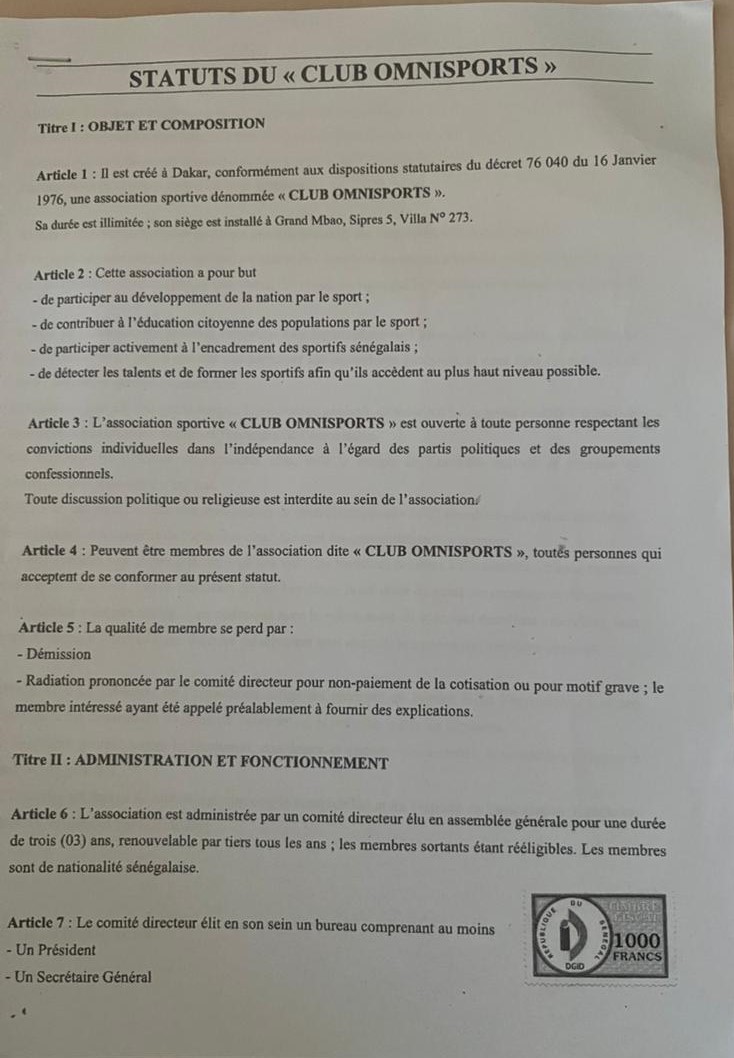 STATUTS DU « CLUB OMNISPORTS »
Titre I : OBJET ET COMPOSITION
Article 1 : Il est créé à Dakar, conformément aux dispositions statutaires du décret 76 040 du 16 Janvier
1976, une association sportive dénommée « CLUB OMNISPORTS ».
Sa durée est illimitée ; son siège est installé à Grand Mbao, Sipres 5, Villa N° 273.
Article 2 : Cette association a pour but
- de participer au développement de la nation par le sport ;
- de contribuer à l'éducation citoyenne des populations par le sport ;
- de participer activement à l'encadrement des sportifs sénégalais ;
- de détecter les talents et de former les sportifs afin qu'ils accèdent au plus haut niveau possible.
Article 3 : L'association sportive « CLUB OMNISPORTS » est ouverte à toute personne respectant les
convictions individuelles dans l'indépendance à l'égard des partis politiques et des groupements
confessionnels.
Toute discussion politique ou religieuse est interdite au sein de l'association.
Article 4 : Peuvent être membres de l'association dite « CLUB OMNISPORTS », toutes personnes qui
acceptent de se conformer au présent statut.
Article 5 : La qualité de membre se perd par :
- Démission
- Radiation prononcée par le comité directeur pour non-paiement de la cotisation ou pour motif grave ; le
membre intéressé ayant été appelé préalablement à fournir des explications.
Titre II : ADMINISTRATION ET FONCTIONNEMENT
Article 6 : L'association est administrée par un comité directeur élu en assemblée générale pour une durée
de trois (03) ans, renouvelable par tiers tous les ans ; les membres sortants étant rééligibles. Les membres
sont de nationalité sénégalaise.
Article 7 : Le comité directeur élit en son sein un bureau comprenant au moins
- Un Président
- Un Secrétaire Général
REPUBLIQUE DU SENEGAL
DGID
TIMBRE
FISCAL
1000
FRANCS